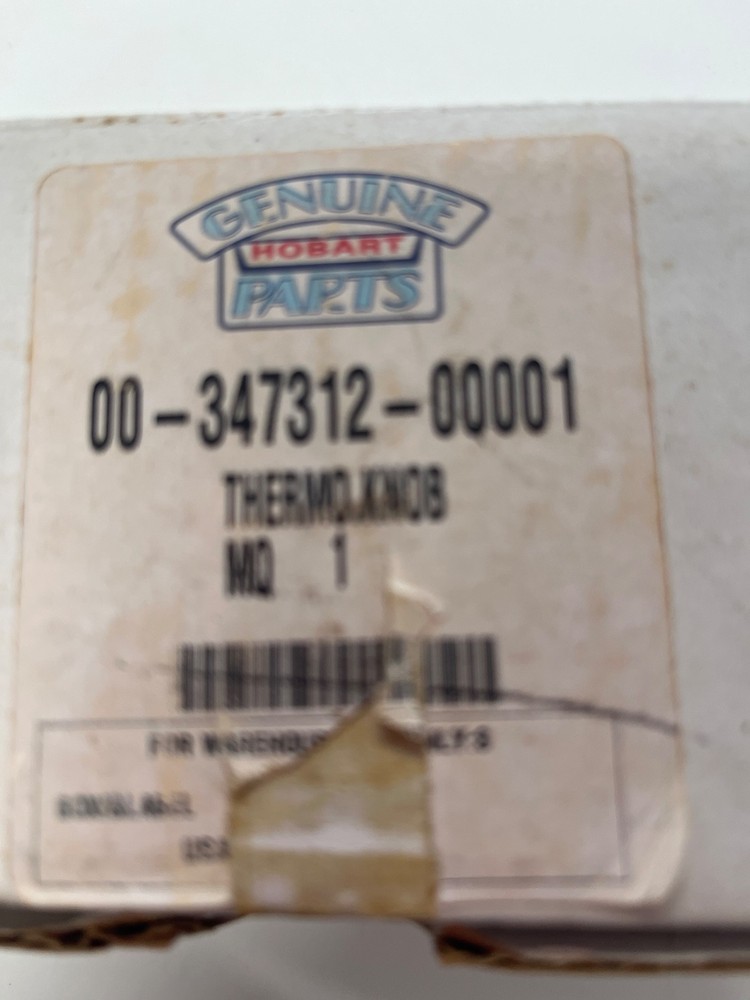 GENUINE
HOBART
PARTS
00-347312-00001
THERMO.KNOB
MQ 1